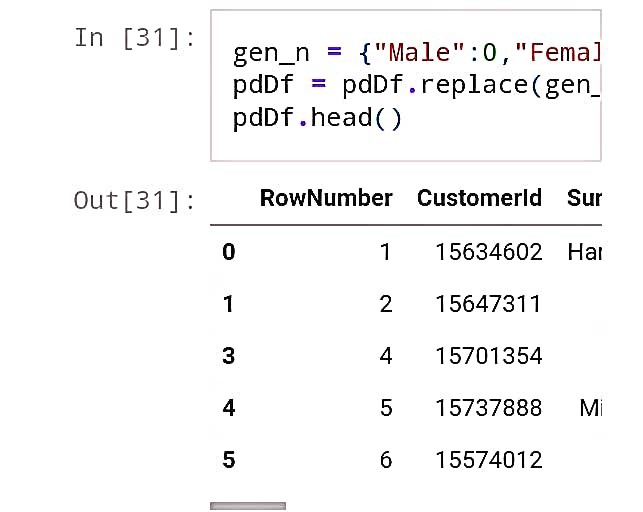 In [31]:
gen_n = {"Male":0,"Femal
pdDf = pdDf.replace(gen_
pdDf.head()
Out[31]:
RowNumber CustomerId Sur
0 1 15634602 Har
1 2 15647311
3 4 15701354
4 5 15737888 Mi
5 6 15574012